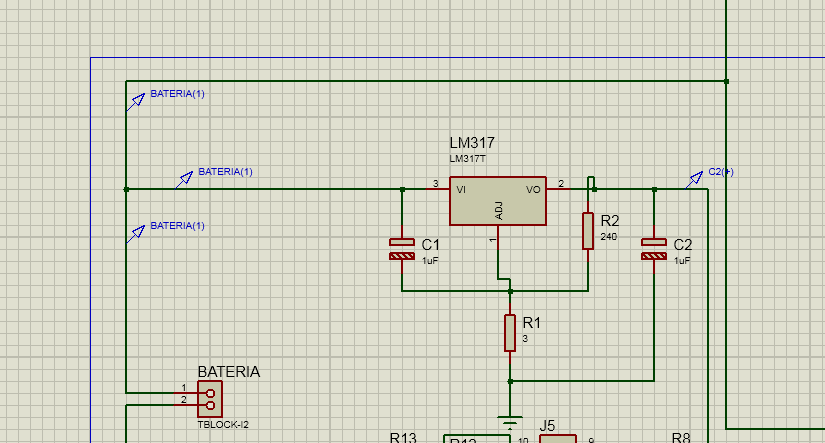 BATERIA(1)
LM317
LM317T
BATERIA(1)
C2(+)
3
VI
VO
2
ADJ
1
R2
240
BATERIA(1)
C1
1uF
C2
1uF
R1
3
BATERIA
1
2
TBLOCK-I2
R13
R12
10
J5
9
R8